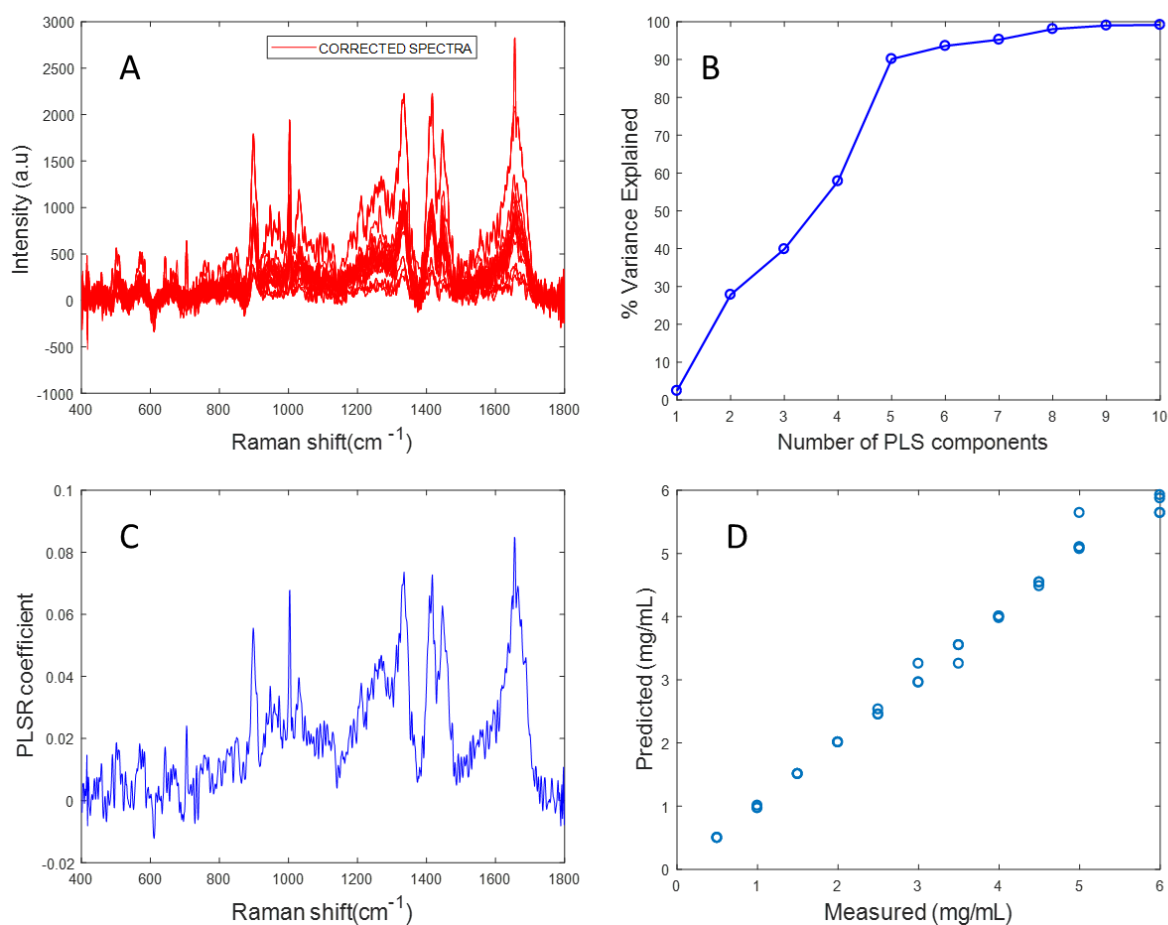 A
CORRECTED SPECTRA
3000
2500
2000
1500
1000
500
0
-500
-1000
Intensity (a.u)
400 600 800 1000 1200 1400 1600 1800
Raman shift(cm -1)
B
100
90
80
70
60
50
40
30
20
10
0
% Variance Explained
1 2 3 4 5 6 7 8 9 10
Number of PLS components
C
0.1
0.08
0.06
0.04
0.02
0
-0.02
PLSR coefficient
400 600 800 1000 1200 1400 1600 1800
Raman shift(cm-1)
D
6
5
4
3
2
1
0
Predicted (mg/mL)
0 1 2 3 4 5 6
Measured (mg/mL)